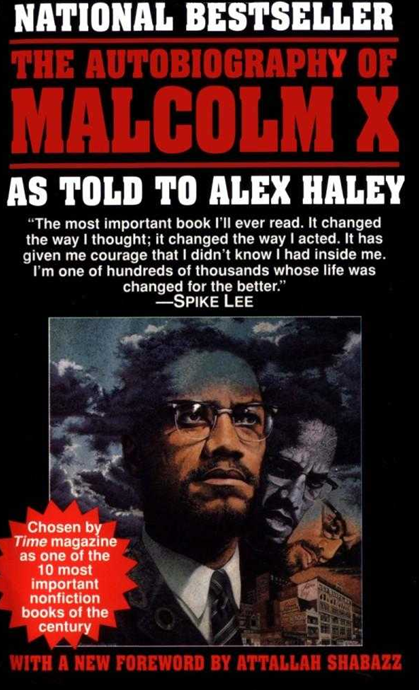 NATIONAL BESTSELLER
THE AUTOBIOGRAPHY OF
MALCOLM X
AS TOLD TO ALEX HALEY
“The most important book I’ll ever read. It changed
the way I thought; it changed the way I acted. It has
given me courage that I didn’t know I had inside me.
I’m one of hundreds of thousands whose life was
changed for the better.”
—SPIKE LEE
Chosen by
Time magazine
as one of the
10 most
important
nonfiction
books of the
century
WITH A NEW FOREWORD BY ATTALLAH SHABAZZ